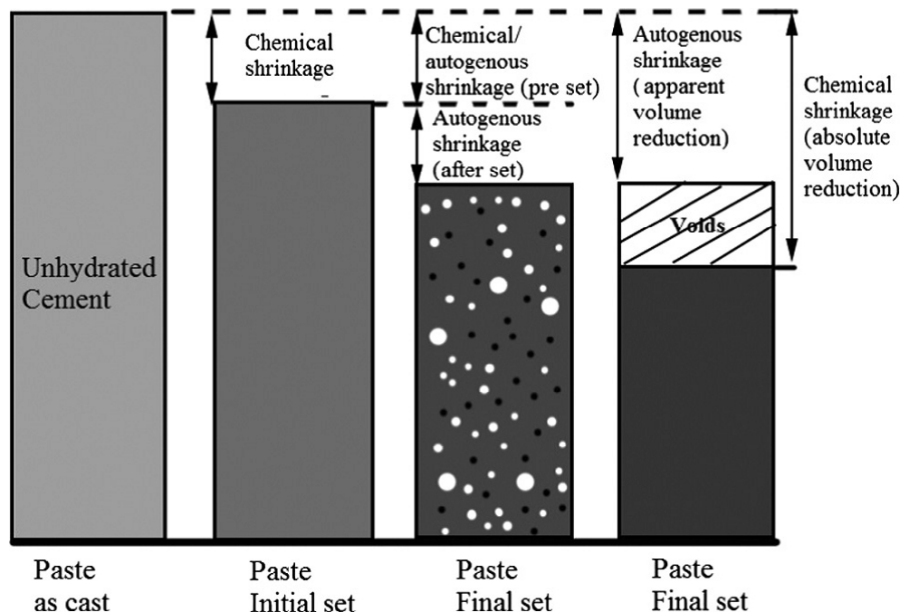 Chemical
shrinkage
Chemical/
autogenous
shrinkage (pre set)
Autogenous
shrinkage
(after set)
Autogenous
shrinkage
( apparent
volume
reduction)
Chemical
shrinkage
(absolute
volume
reduction)
Voids
Unhydrated
Cement
Paste
as cast
Paste
Initial set
Paste
Final set
Paste
Final set